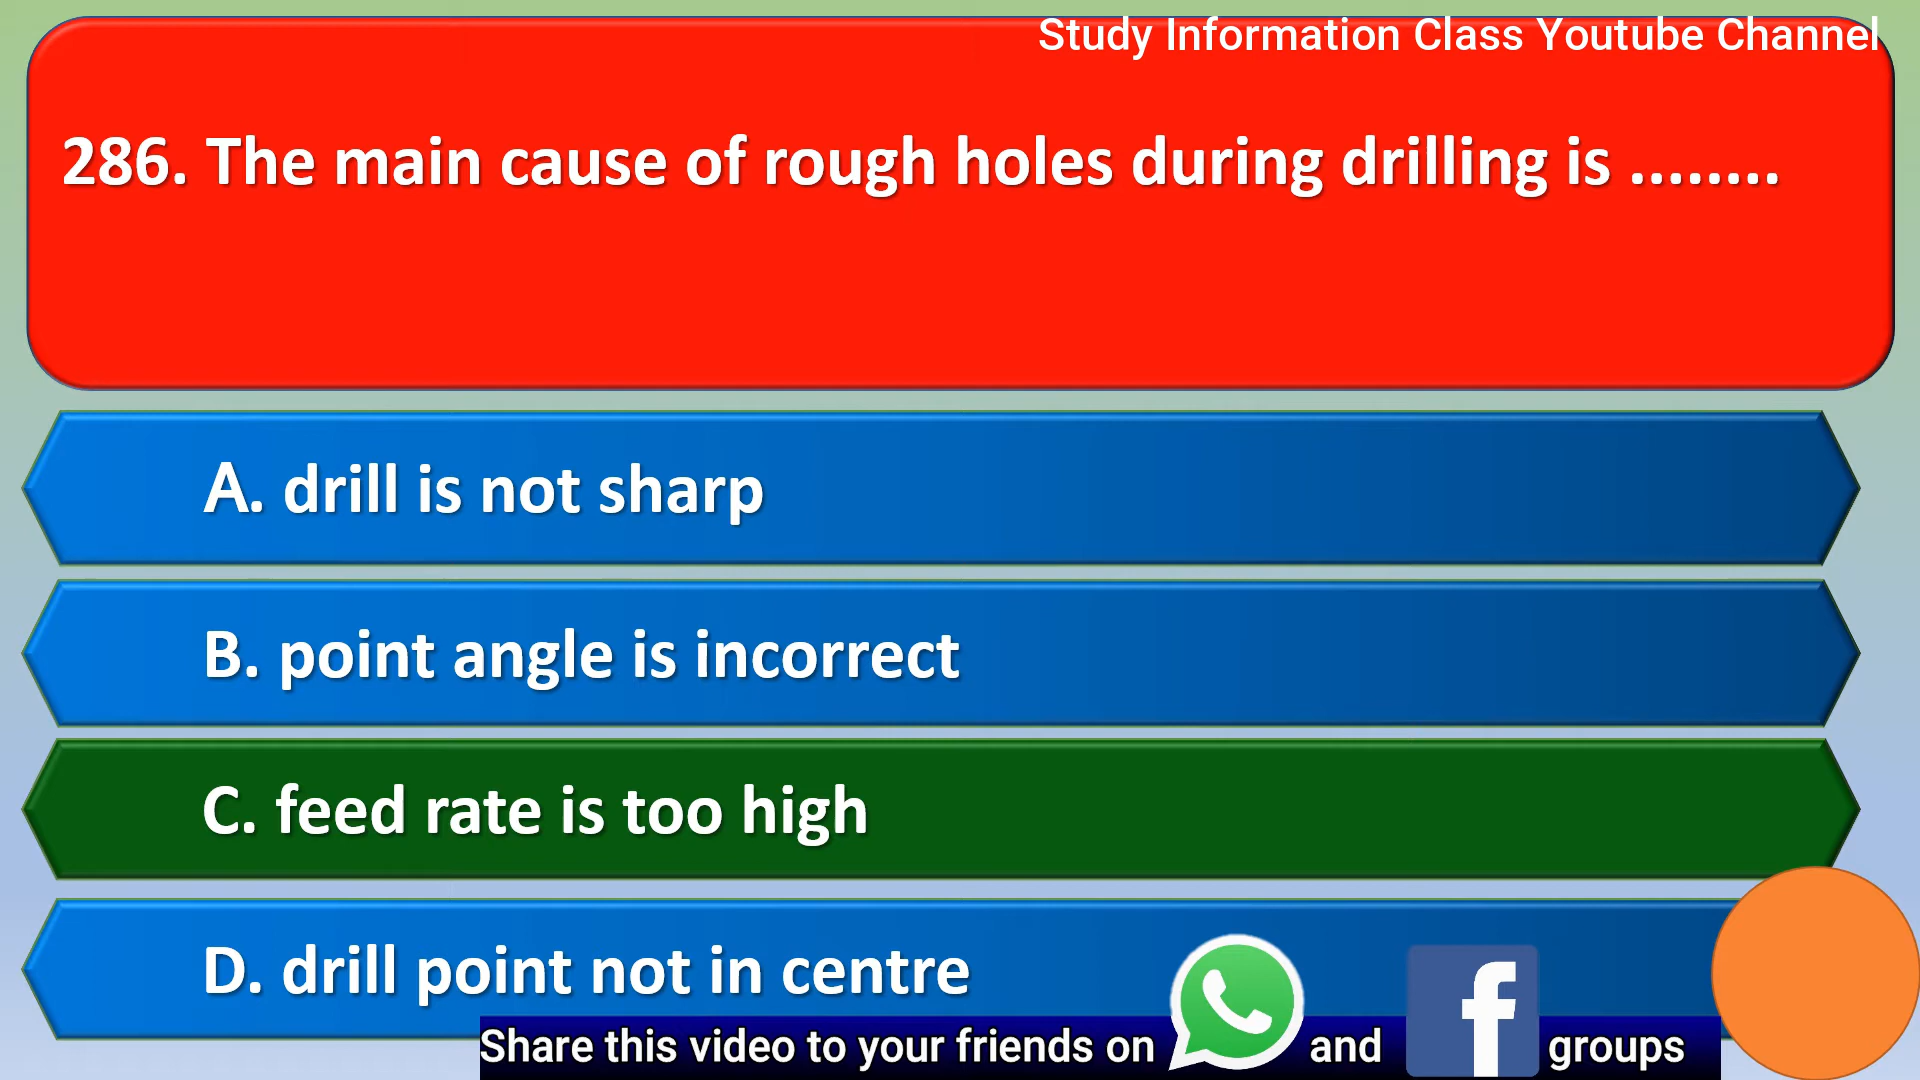 Study Information Class Youtube Channel
286. The main cause of rough holes during drilling is ........
A. drill is not sharp
B. point angle is incorrect
C. feed rate is too high
D. drill point not in centre
Share this video to your friends on and groups